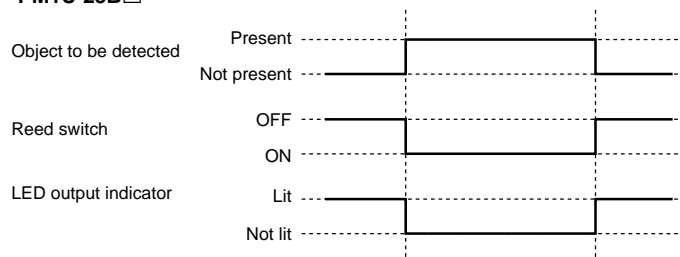 Object to be detected
Present
Not present
Reed switch
OFF
ON
LED output indicator
Lit
Not lit